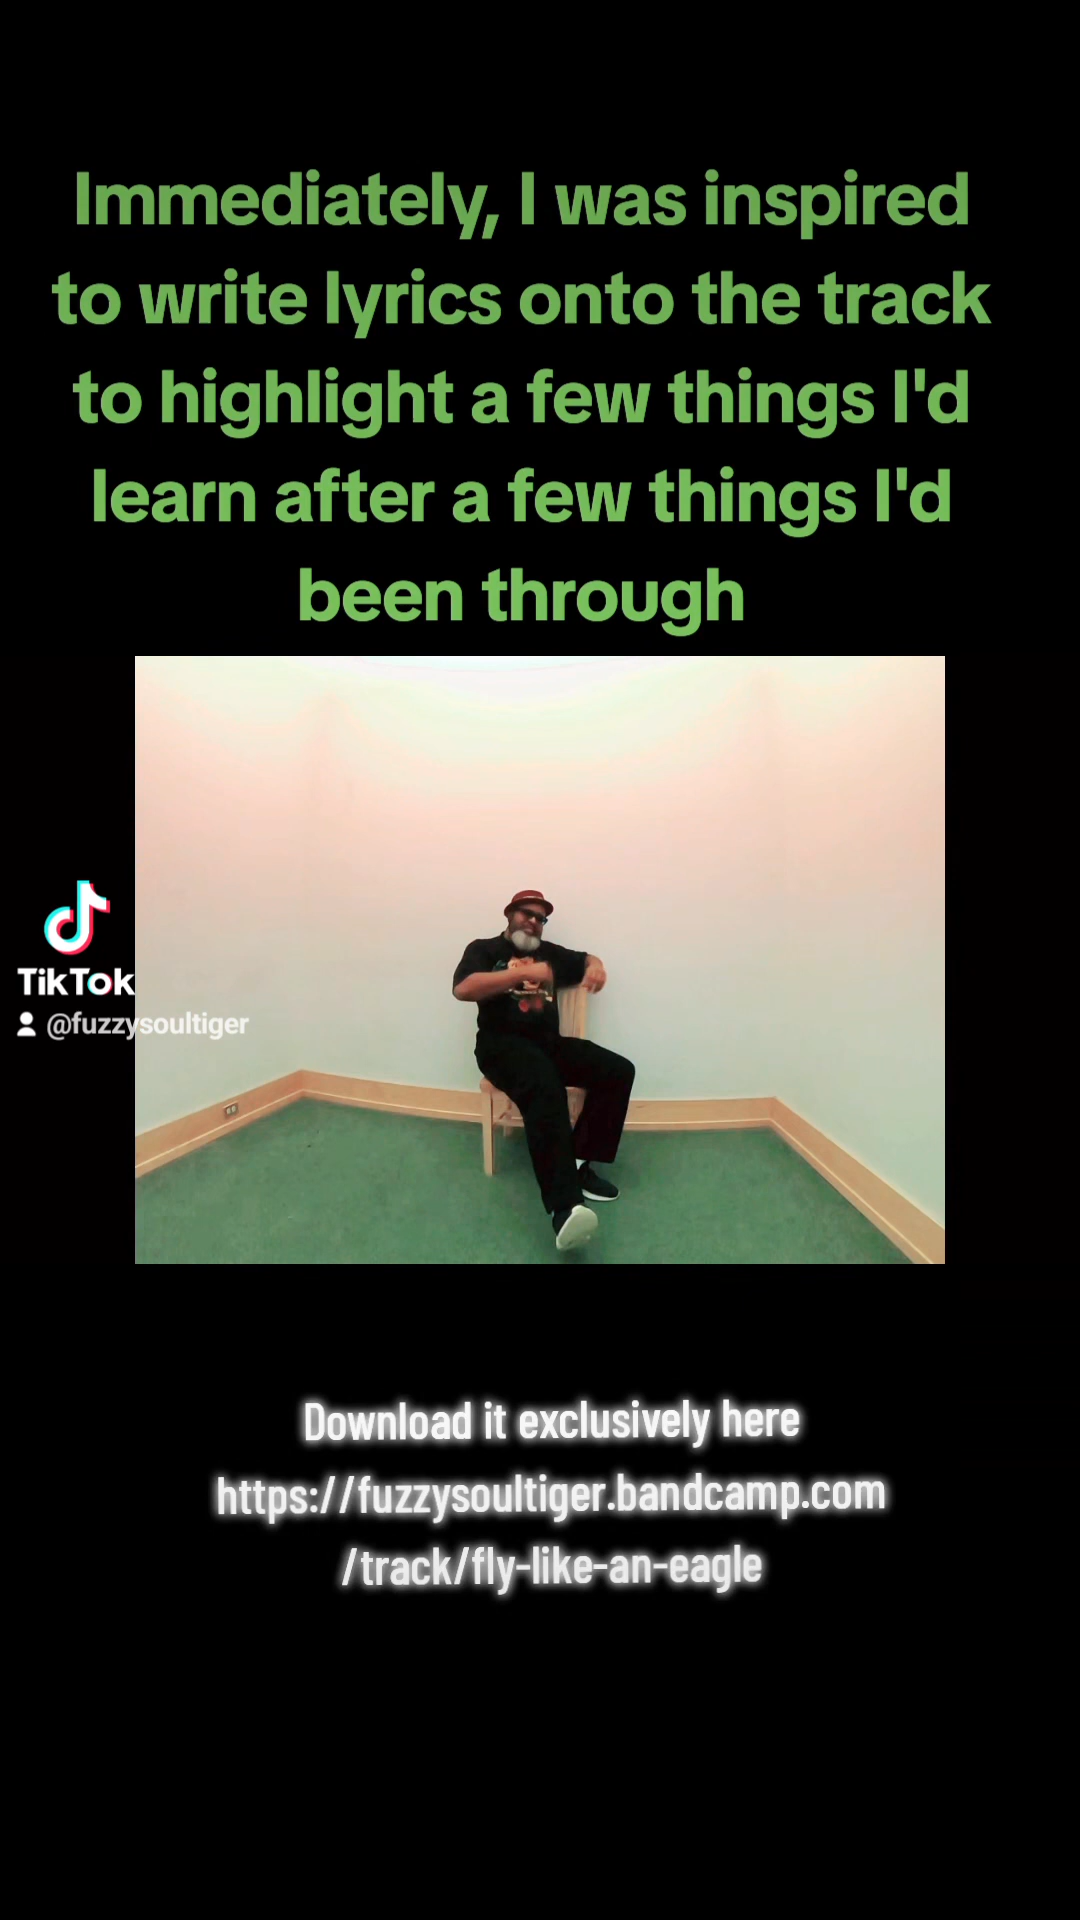 Immediately, I was inspired
to write lyrics onto the track
to highlight a few things I'd
learn after a few things I'd
been through
TikTok
@fuzzysoultiger
Download it exclusively here
https://fuzzysoultiger.bandcamp.com
/track/fly-like-an-eagle